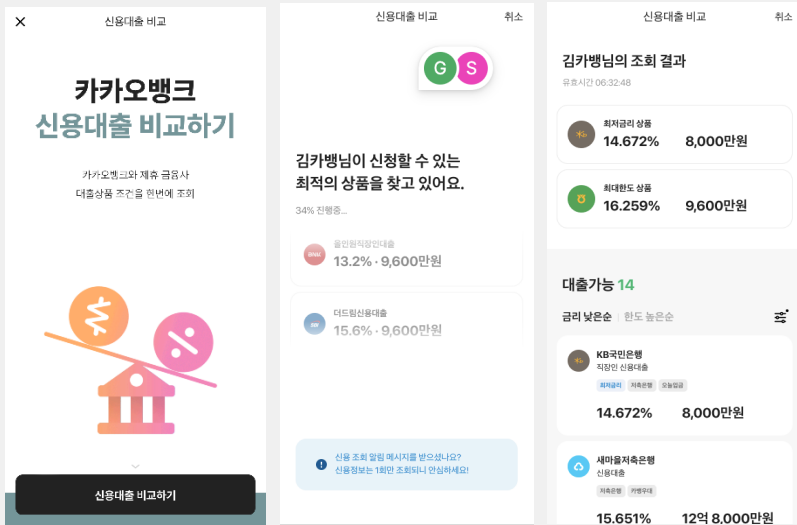 신용대출 비교
카카오뱅크
신용대출 비교하기
카카오뱅크와 제휴 금융사
대출상품 조건을 한번에 조회
신용대출 비교하기
신용대출 비교
취소
G S
김카뱅님이 신청할 수 있는
최적의 상품을 찾고 있어요.
34% 진행중...
올인원직장인대출
13.2% · 9,600만원
더드림신용대출
15.6% · 9,600만원
신용 조회 알림 메시지를 받으셨나요?
신용정보는 1회만 조회되니 안심하세요!
신용대출 비교
취소
김카뱅님의 조회 결과
유효시간 06:32:48
최저금리 상품
14.672% 8,000만원
최대한도 상품
16.259% 9,600만원
대출가능 14
금리 낮은순 | 한도 높은순
KB국민은행
직장인 신용대출
최저금리 저축은행 오늘입금
14.672% 8,000만원
새마을저축은행
신용대출
저축은행 카뱅우대
15.651% 12억 8,000만원